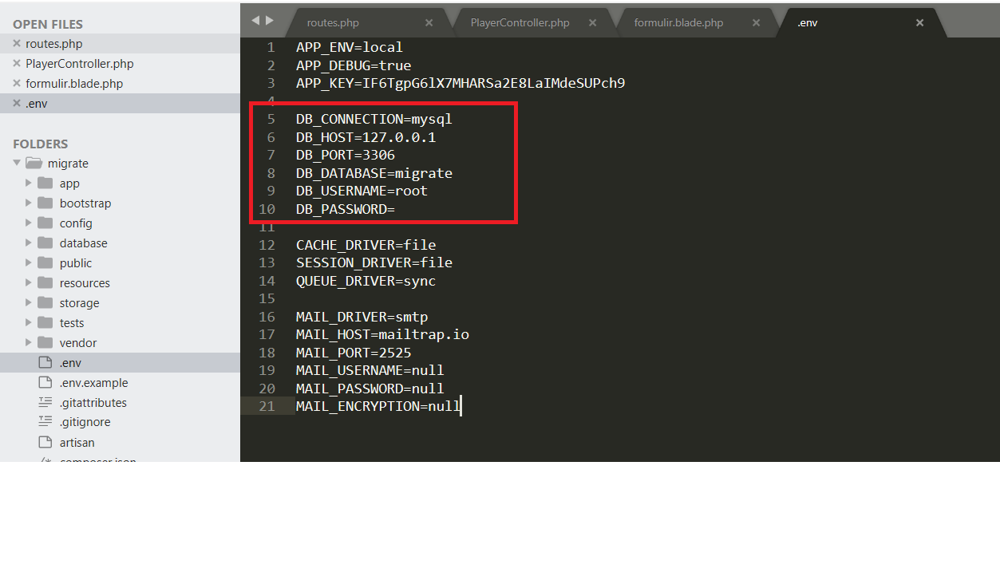 OPEN FILES
routes.php
PlayerController.php
formulir.blade.php
.env
FOLDERS
migrate
app
bootstrap
config
database
public
resources
storage
tests
vendor
.env
.env.example
.gitattributes
.gitignore
artisan
composer.json
routes.php PlayerController.php formulir.blade.php .env
1 APP_ENV=local
2 APP_DEBUG=true
3 APP_KEY=IF6TgpG6lX7MHARSa2E8LaIMdeSUPch9
4
5 DB_CONNECTION=mysql
6 DB_HOST=127.0.0.1
7 DB_PORT=3306
8 DB_DATABASE=migrate
9 DB_USERNAME=root
10 DB_PASSWORD=
11
12 CACHE_DRIVER=file
13 SESSION_DRIVER=file
14 QUEUE_DRIVER=sync
15
16 MAIL_DRIVER=smtp
17 MAIL_HOST=mailtrap.io
18 MAIL_PORT=2525
19 MAIL_USERNAME=null
20 MAIL_PASSWORD=null
21 MAIL_ENCRYPTION=null